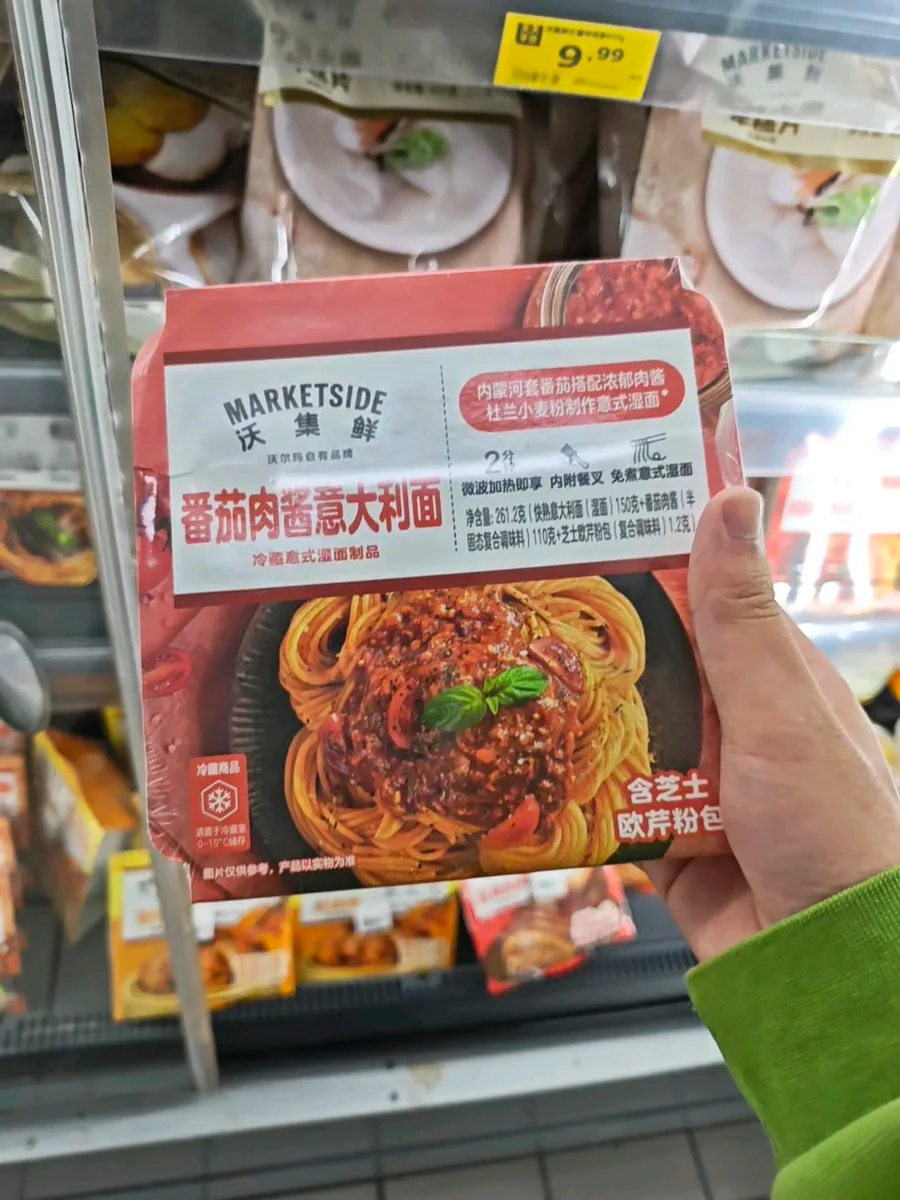 9.99
MARKETSIDE
沃集鲜
MARKETSIDE
沃集鲜
沃尔玛自有品牌
番茄肉酱意大利面
冷藏意式湿面制品
内蒙河套番茄搭配浓郁肉酱
杜兰小麦粉制作意式湿面*
2分钟
微波加热即享 内附餐叉 免煮意式湿面
净含量: 261.2克(快熟意大利面(湿面)150克+番茄肉酱(半
固态复合调味料)110克+芝士欧芹粉包(复合调味料)1.2克)
含芝士
欧芹粉包
冷藏商品
请置于冷藏室
0-10°C储存
图片仅供参考，产品以实物为准